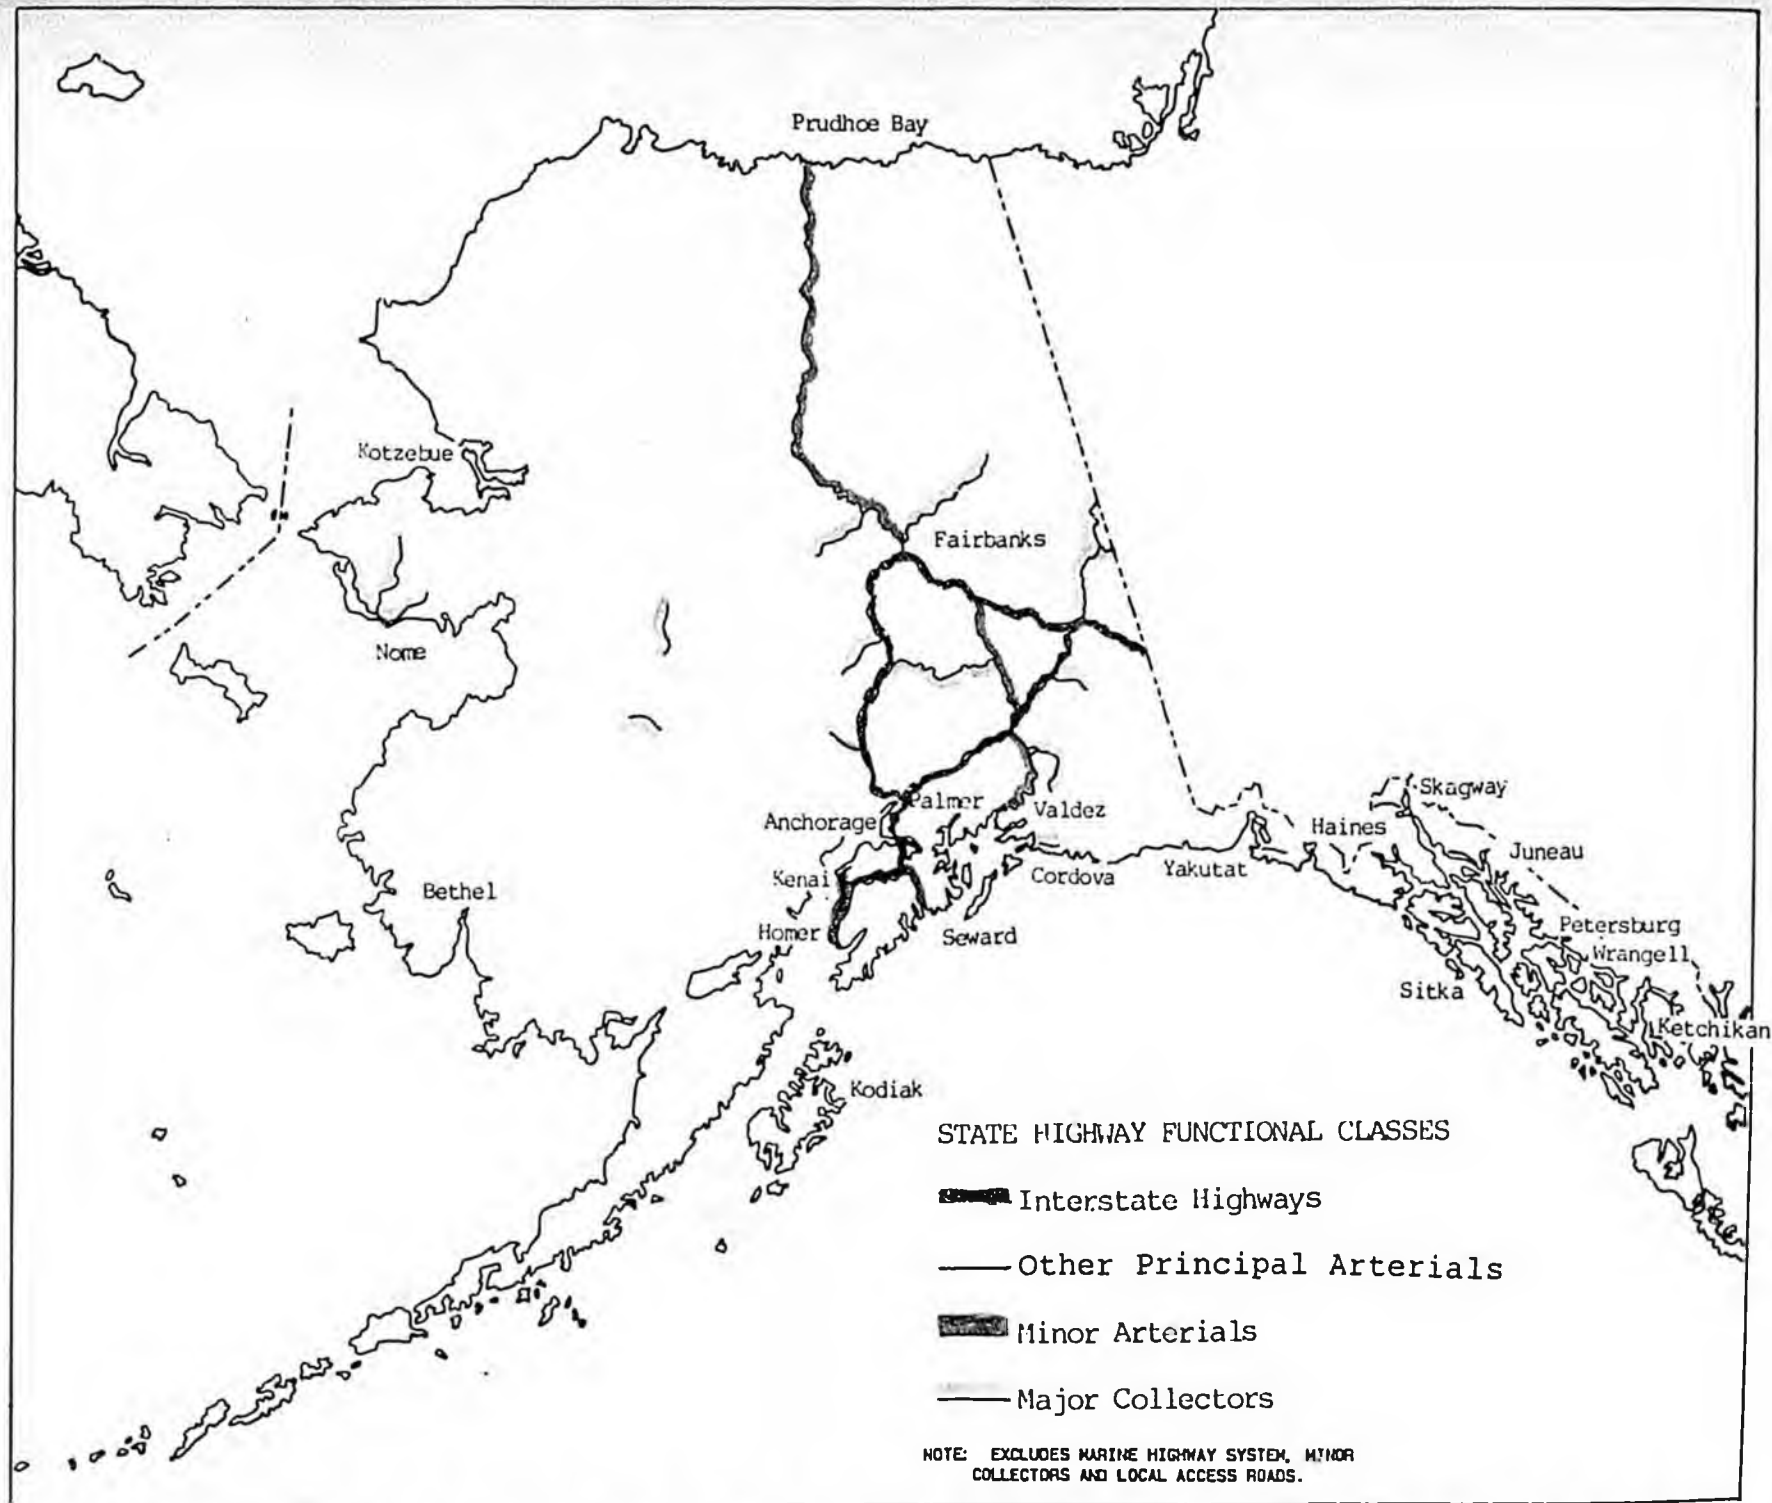 Prudhoe Bay
Kotzebue
Fairbanks
Nome
Skagway
Palmer
Anchorage
Valdez
Haines
Juneau
Yakutat
Cordova
Kenai
Bethel
Homer
Seward
Petersburg
Wrangell
Sitka
Ketchikan
Kodiak
STATE HIGHWAY FUNCTIONAL CLASSES
Interstate Highways
Other Principal Arterials
Minor Arterials
Major Collectors
NOTE: EXCLUDES MARINE HIGHWAY SYSTEM, MINOR
COLLECTORS AND LOCAL ACCESS ROADS.